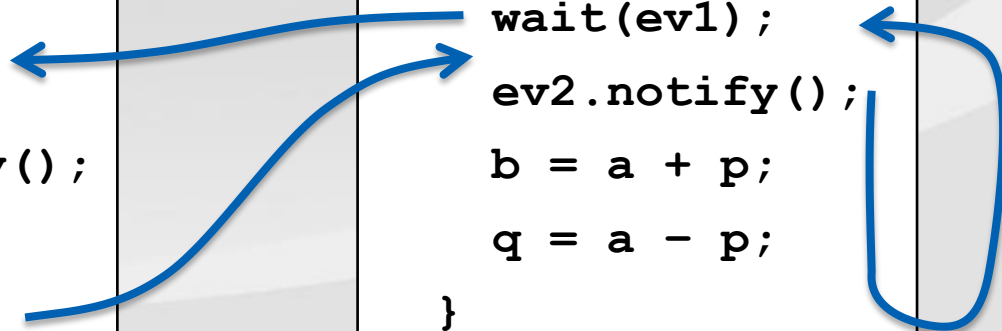 wait(ev1);
ev2.notify();
y();
b = a + p;
q = a – p;
}